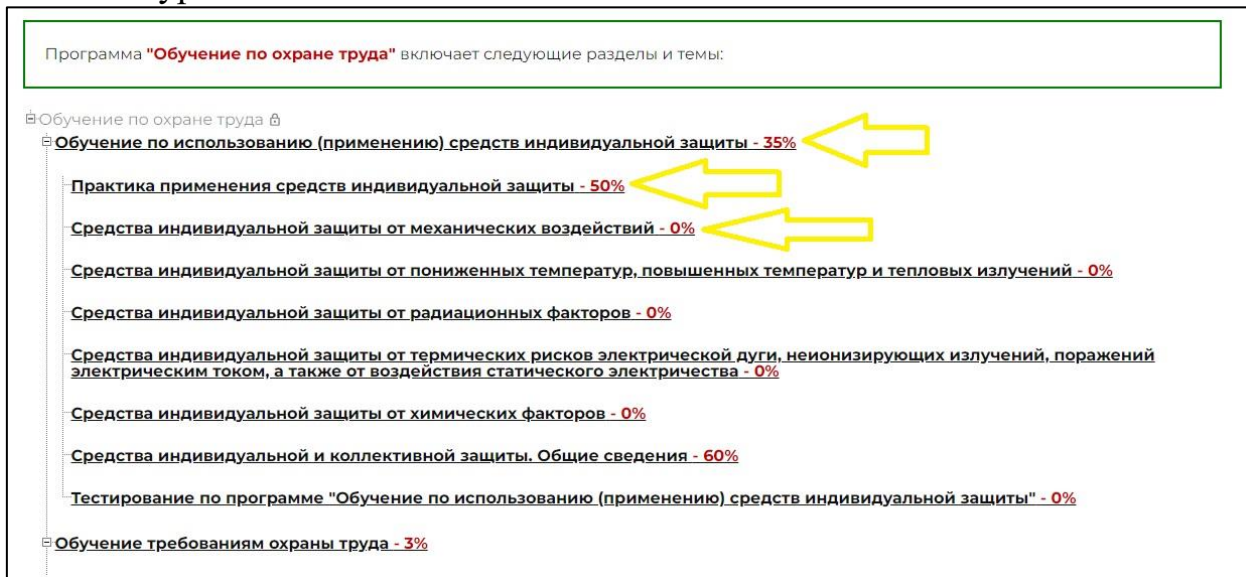 Программа "Обучение по охране труда" включает следующие разделы и темы:
Обучение по охране труда
Обучение по использованию (применению) средств индивидуальной защиты - 35%
Практика применения средств индивидуальной защиты - 50%
Средства индивидуальной защиты от механических воздействий - 0%
Средства индивидуальной защиты от пониженных температур, повышенных температур и тепловых излучений - 0%
Средства индивидуальной защиты от радиационных факторов - 0%
Средства индивидуальной защиты от термических рисков электрической дуги, неионизирующих излучений, поражений
электрическим током, а также от воздействия статического электричества - 0%
Средства индивидуальной защиты от химических факторов - 0%
Средства индивидуальной и коллективной защиты. Общие сведения - 60%
Тестирование по программе "Обучение по использованию (применению) средств индивидуальной защиты" - 0%
Обучение требованиям охраны труда - 3%